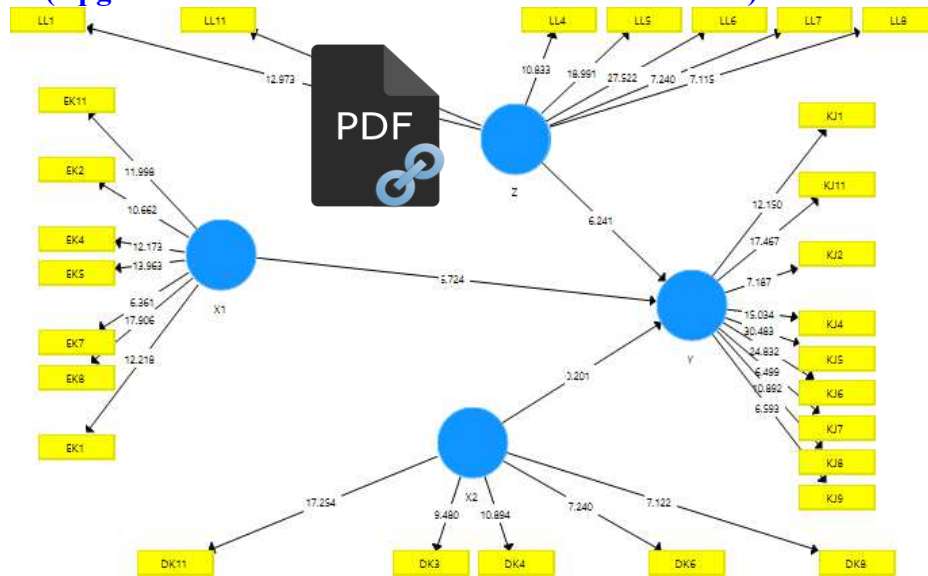 LL1
LL11
LL4
LL5
LL6
LL7
LL8
12.973
10.833
18.991
27.522
7.240
7.115
PDF
Z
EK11
EK2
EK4
EK5
EK7
EK8
EK1
11.998
10.662
12.173
13.963
6.361
17.906
12.218
X1
5.724
6.241
0.201
KJ1
KJ11
KJ2
KJ4
KJ5
KJ6
KJ7
KJ8
KJ9
12.150
17.467
7.187
15.034
30.483
24.832
6.499
10.892
6.593
Y
X2
17.254
9.480
10.894
7.240
7.122
DK11
DK3
DK4
DK6
DK8